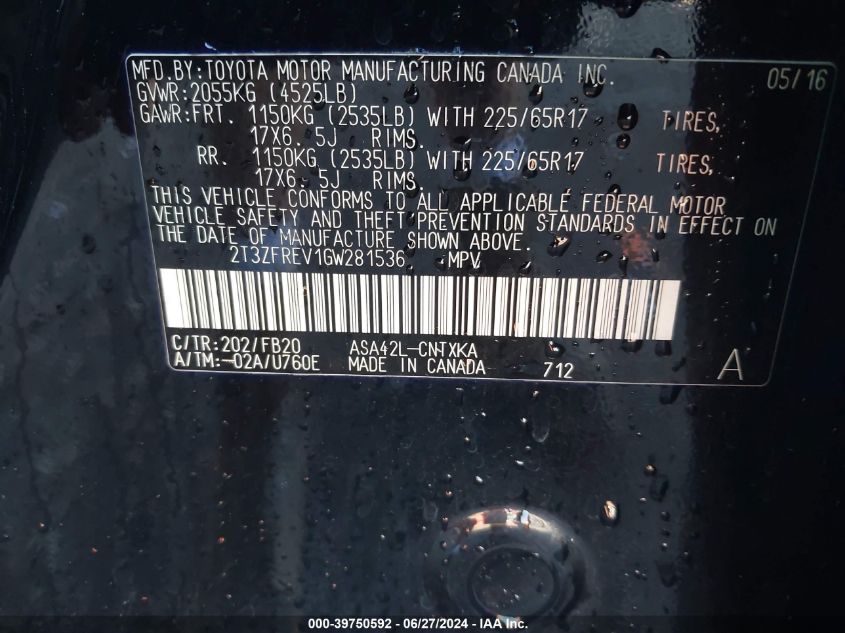 MFD.BY:TOYOTA MOTOR MANUFACTURING CANADA INC. 05/16
GVWR:2055KG (4525LB)
GAWR:FRT. 1150KG (2535LB) WITH 225/65R17 TIRES,
17X6. 5J RIMS.
RR. 1150KG (2535LB) WITH 225/65R17 TIRES,
17X6. 5J RIMS.
THIS VEHICLE CONFORMS TO ALL APPLICABLE FEDERAL MOTOR
VEHICLE SAFETY AND THEFT PREVENTION STANDARDS IN EFFECT ON
THE DATE OF MANUFACTURE SHOWN ABOVE.
2T3ZFREV1GW281536 MPV
C/TR:202/FB20 ASA42L-CNTXKA
A/TM:-02A/U760E MADE IN CANADA 712 A
000-39750592 - 06/27/2024 - IAA Inc.